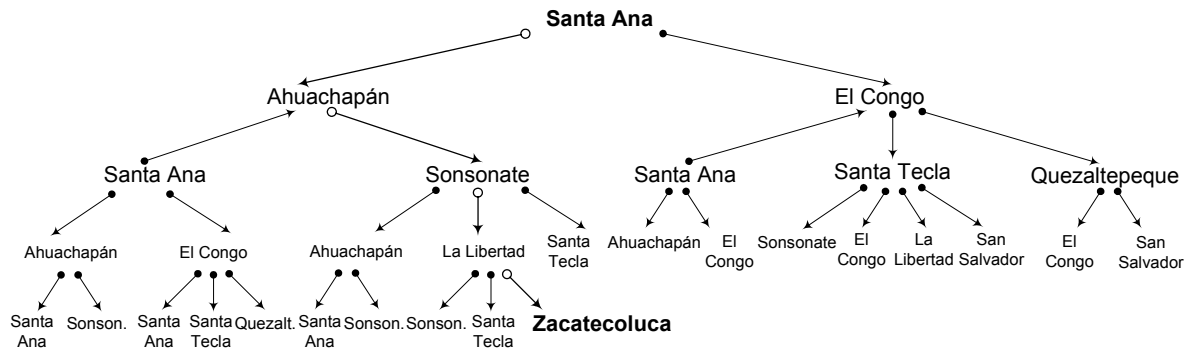 Santa Ana
Ahuachapán El Congo
Santa Ana Sonsonate Santa Ana Santa Tecla Quezaltepeque
Ahuachapán El Congo Ahuachapán La Libertad Santa Tecla Ahuachapán El Congo Sonsonate El Congo La Libertad San Salvador El Congo San Salvador
Santa Ana Sonson. Santa Ana Santa Tecla Quezalt. Santa Ana Sonson. Sonson. Santa Tecla Zacatecoluca